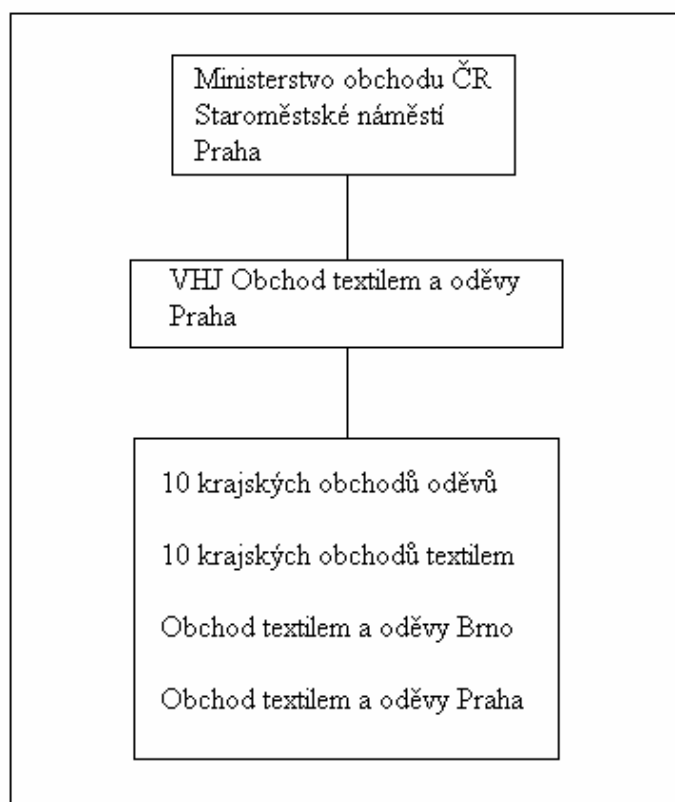 Ministerstvo obchodu ČR
Staroměstské náměstí
Praha
VHJ Obchod textilem a oděvy
Praha
10 krajských obchodů oděvů
10 krajských obchodů textilem
Obchod textilem a oděvy Brno
Obchod textilem a oděvy Praha